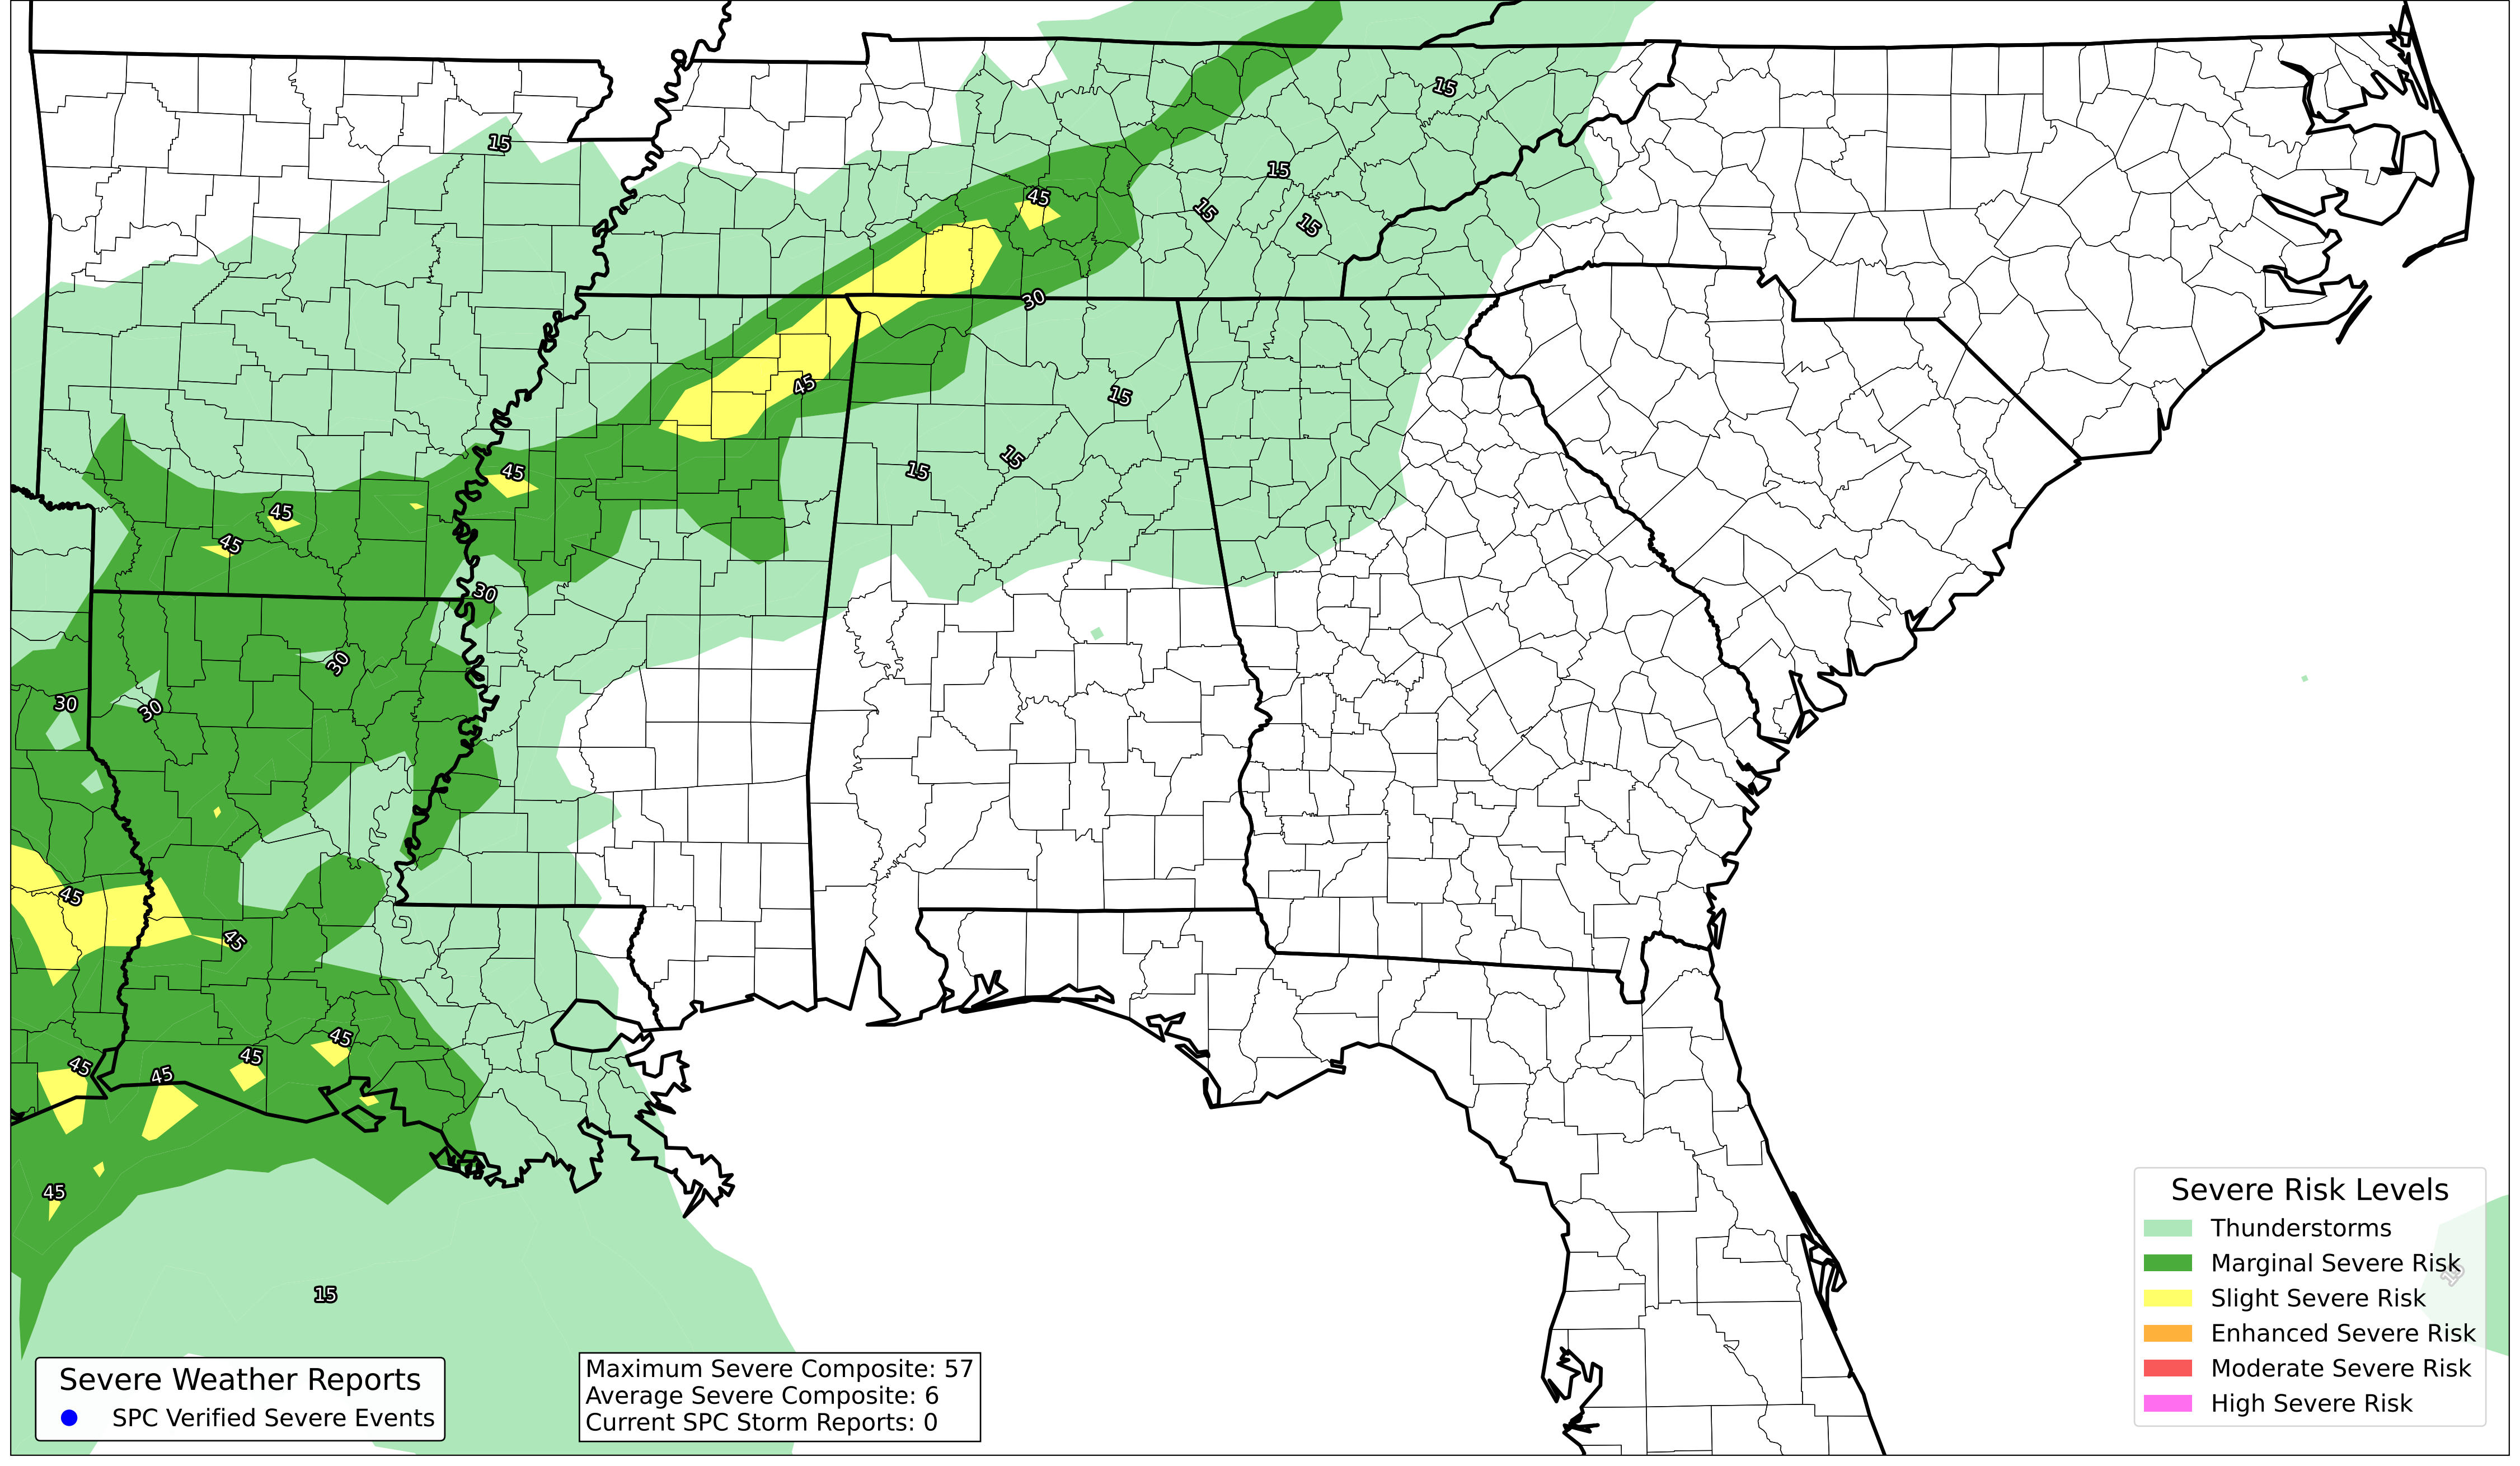 15
15
15
45
15
15
30
45
15
15
15
45
45
45
30
30
30
30
45
45
45
45
45
45
45
15
Severe Weather Reports
SPC Verified Severe Events
Maximum Severe Composite: 57
Average Severe Composite: 6
Current SPC Storm Reports: 0
Severe Risk Levels
Thunderstorms
Marginal Severe Risk
15
Slight Severe Risk
Enhanced Severe Risk
Moderate Severe Risk
High Severe Risk